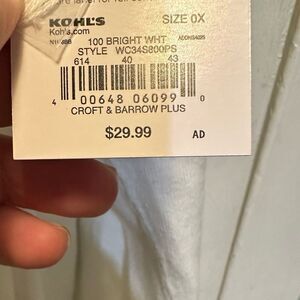 KOHL'S SIZE 0X
Kohls.com
100 BRIGHT WHT
STYLE WC34S800PS
614 40 43
4 00648 06099 0
CROFT & BARROW PLUS
$29.99 AD